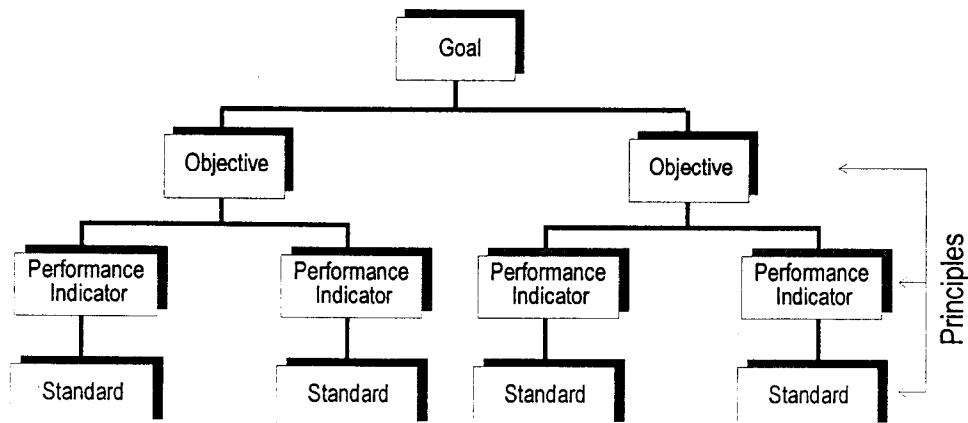 Goal
Objective
Objective
Performance
Indicator
Performance
Indicator
Performance
Indicator
Performance
Indicator
Standard
Standard
Standard
Standard
Principles